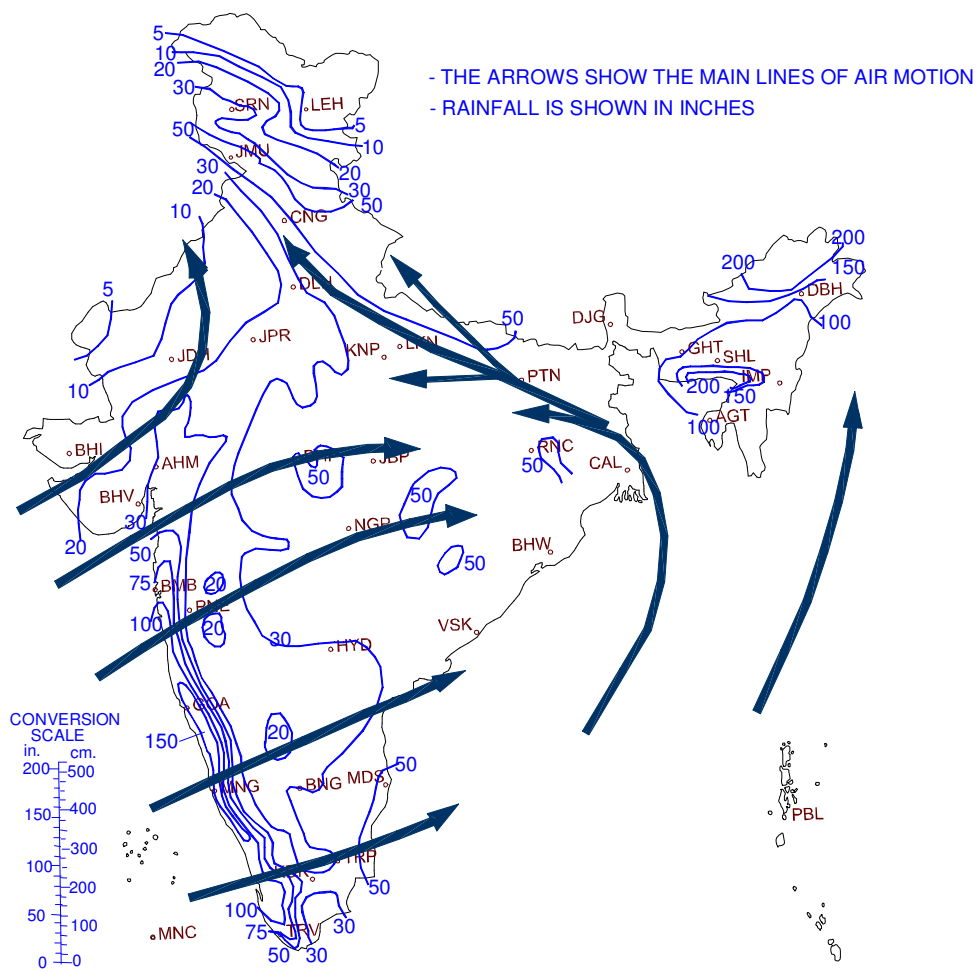 5
10
20
30
50
- THE ARROWS SHOW THE MAIN LINES OF AIR MOTION
- RAINFALL IS SHOWN IN INCHES
SRN
LEH
5
10
JMU
20
30
50
30
20
10
CNG
200
200
150
5
DLH
DBH
100
DJG
50
JPR
KNP
LKN
GHT
SHL
JDH
IMP
10
PTN
200
150
100
AGT
BHI
AHM
JBP
50
RNC
50
CAL
BHV
50
30
NGP
20
50
BHW
50
75
BMB
20
100
20
30
HYD
VSK
GOA
CONVERSION
SCALE
in. cm.
150
20
200
500
50
BNG
MDS
MNG
400
150
PBL
300
100
TRP
200
50
50
100
100
30
MNC
75
TRV
50
30
0
0